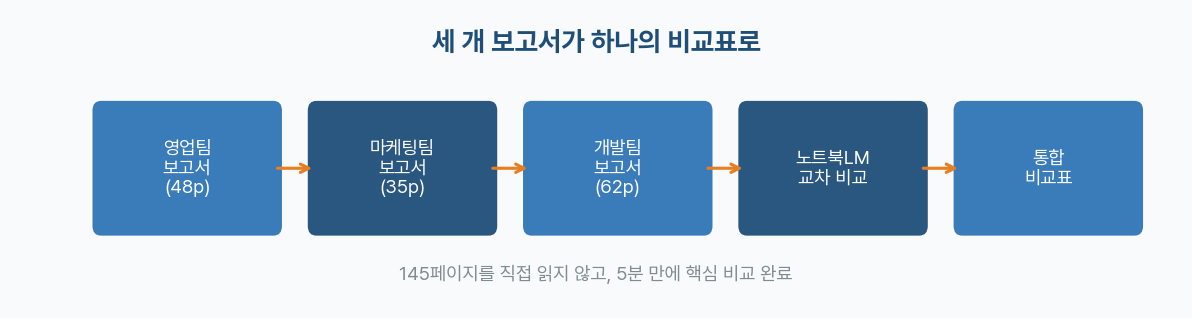 세 개 보고서가 하나의 비교표로
영업팀
보고서
(48p)
마케팅팀
보고서
(35p)
개발팀
보고서
(62p)
노트북LM
교차 비교
통합
비교표
145페이지를 직접 읽지 않고, 5분 만에 핵심 비교 완료